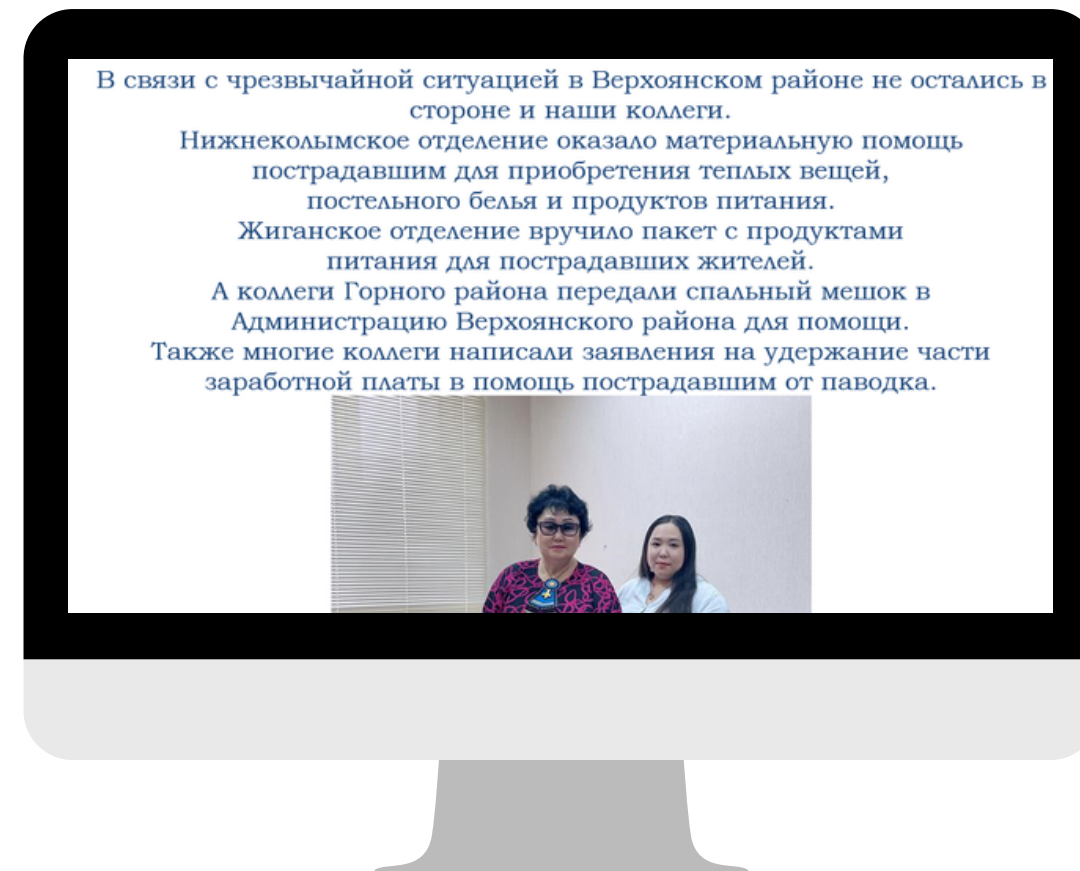 В связи с чрезвычайной ситуацией в Верхоянском районе не остались в
стороне и наши коллеги.
Нижнеколымское отделение оказало материальную помощь
пострадавшим для приобретения теплых вещей,
постельного белья и продуктов питания.
Жиганское отделение вручило пакет с продуктами
питания для пострадавших жителей.
А коллеги Горного района передали спальный мешок в
Администрацию Верхоянского района для помощи.
Также многие коллеги написали заявления на удержание части
заработной платы в помощь пострадавшим от паводка.